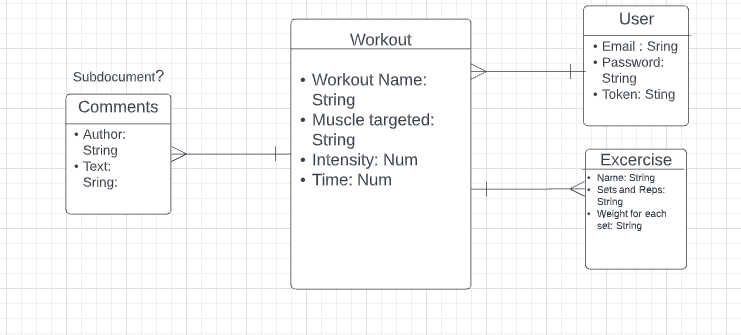 Subdocument?
Comments
• Author:
String
• Text:
Sring:
Workout
• Workout Name:
String
• Muscle targeted:
String
• Intensity: Num
• Time: Num
User
• Email : Sring
• Password:
String
• Token: Sting
Excercise
• Name: String
• Sets and Reps:
String
• Weight for each
set: String